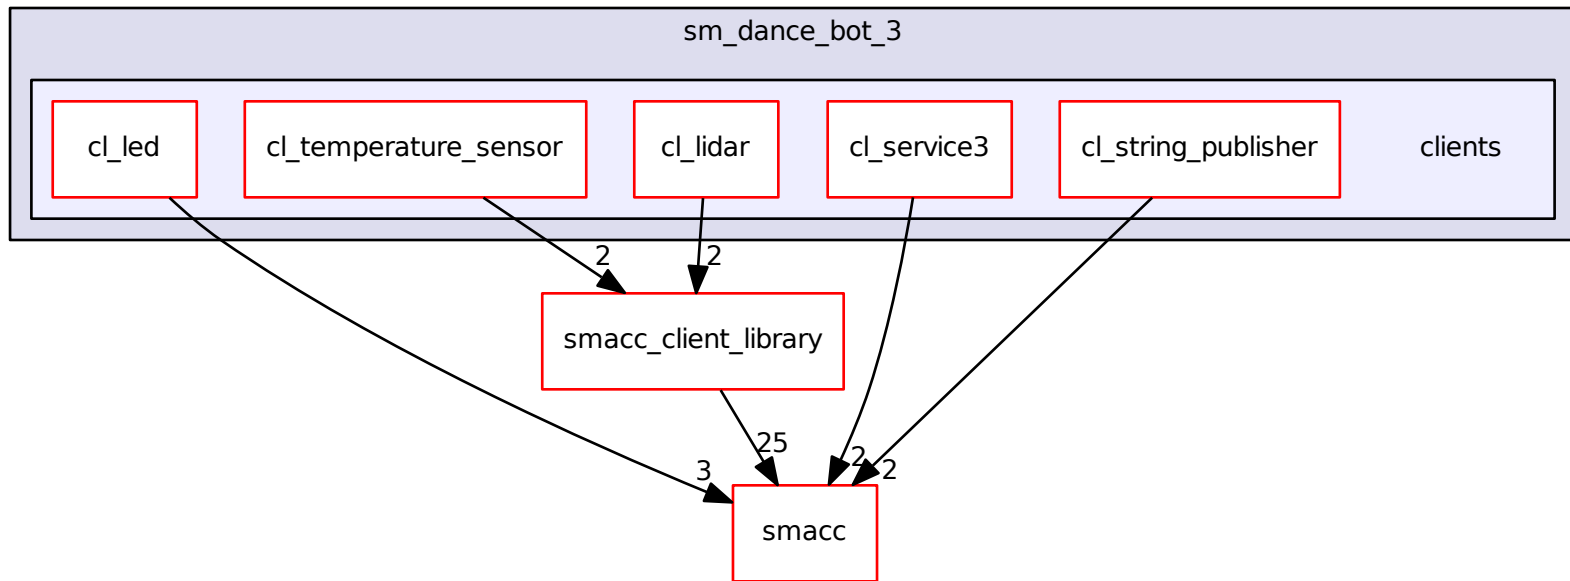 sm_dance_bot_3
cl_led
cl_temperature_sensor
cl_lidar
cl_service3
cl_string_publisher
clients
2
2
smacc_client_library
25
2
2
3
smacc